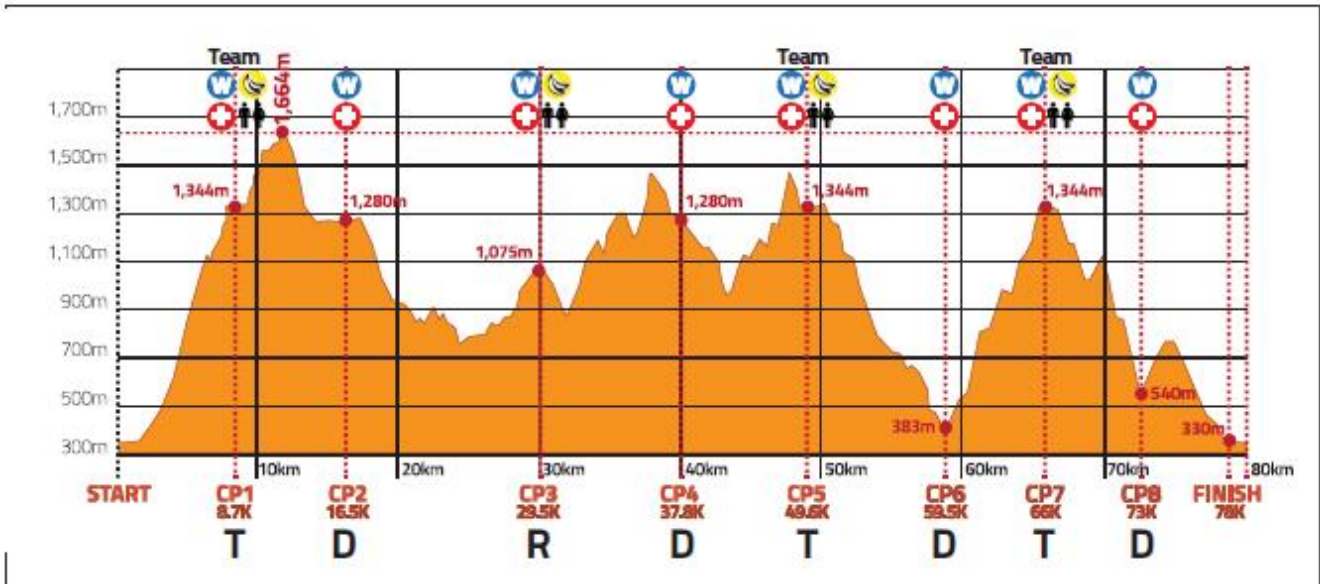 Team Team Team
W W W W W W W W
1,664m
1,700m
1,500m
1,344m 1,280m 1,280m 1,344m 1,344m
1,300m
1,075m
1,100m
900m
700m
540m
500m
383m 330m
300m
10km 20km 30km 40km 50km 60km 70km 80km
START CP1 CP2 CP3 CP4 CP5 CP6 CP7 CP8 FINISH
8.7K 16.5K 29.5K 37.8K 49.6K 59.5K 66K 73K 78K
T D R D T D T D